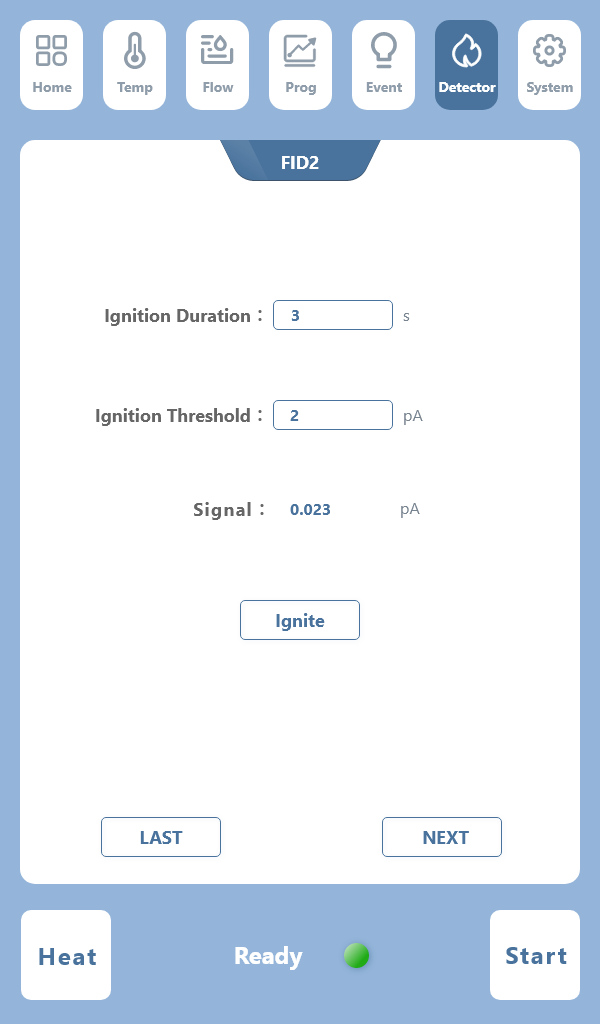 Home Temp Flow Prog Event Detector System
FID2
Ignition Duration： 3 s
Ignition Threshold： 2 pA
Signal： 0.023 pA
Ignite
LAST NEXT
Heat Ready Start